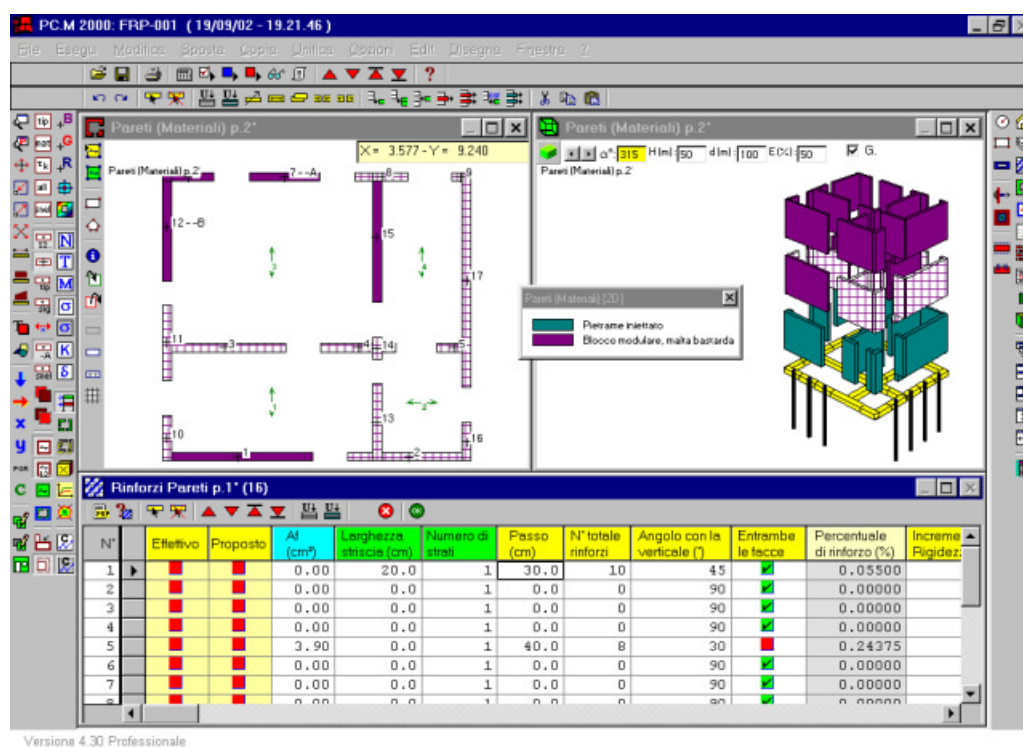 PC.M 2000: FRP-001 (19/09/02 - 19.21.46)
File Esegui Modifica Sposta Copia Unifica Opzioni Edit Disegna Finestra ?
Pareti (Materiali) p.2°
X= 3.577 - Y= 9.240
Pareti (Materiali) p.2°
7--A
8
9
12--B
15
3
4
17
11
3
4
14
5
1
2
13
10
16
1
2
Pareti (Materiali) p.2°
α°: 315 H (m): 50 d (m): 100 E (%): 50 G.
Pareti (Materiali) p.2°
Pareti (Materiali) [2D]
Pietrame iniettato
Blocco modulare, malta bastarda
Rinforzi Pareti p.1° (16)
N° Effettivo Proposto Af (cm²) Larghezza striscia (cm) Numero di strati Passo (cm) N° totale rinforzi Angolo con la verticale (°) Entrambe le facce Percentuale di rinforzo (%)
1 0.00 20.0 1 30.0 10 45 0.05500
2 0.00 0.0 1 0.0 0 90 0.00000
3 0.00 0.0 1 0.0 0 90 0.00000
4 0.00 0.0 1 0.0 0 90 0.00000
5 3.90 0.0 1 40.0 8 30 0.24375
6 0.00 0.0 1 0.0 0 90 0.00000
7 0.00 0.0 1 0.0 0 90 0.00000
Versione 4.30 Professionale